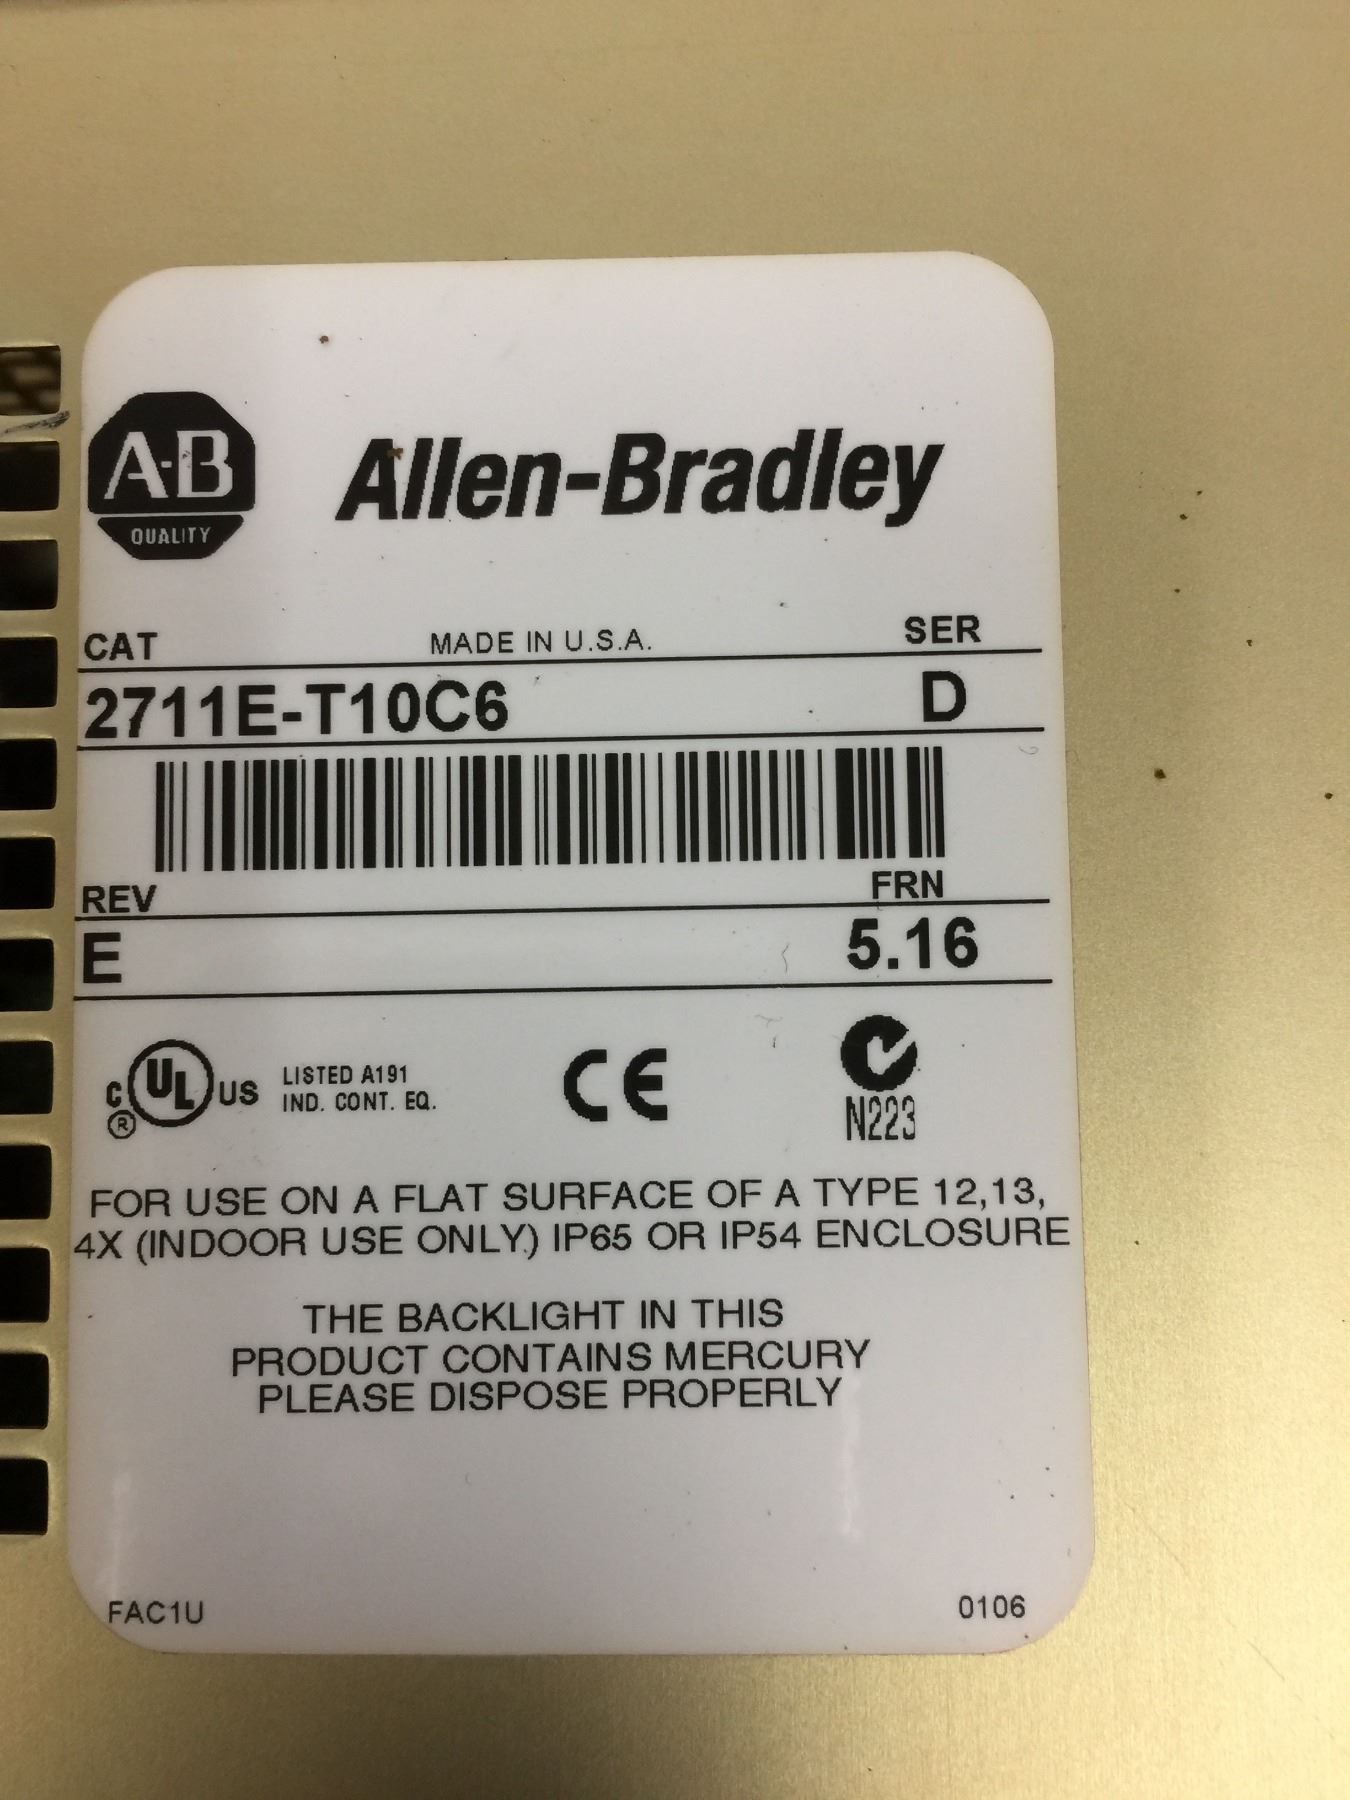 A-B
QUALITY
Allen-Bradley
CAT MADE IN U.S.A. SER
2711E-T10C6 D
REV FRN
E 5.16
C UL US ®
LISTED A191
IND. CONT. EQ.
CE
N223
FOR USE ON A FLAT SURFACE OF A TYPE 12,13,
4X (INDOOR USE ONLY) IP65 OR IP54 ENCLOSURE
THE BACKLIGHT IN THIS
PRODUCT CONTAINS MERCURY
PLEASE DISPOSE PROPERLY
FAC1U 0106